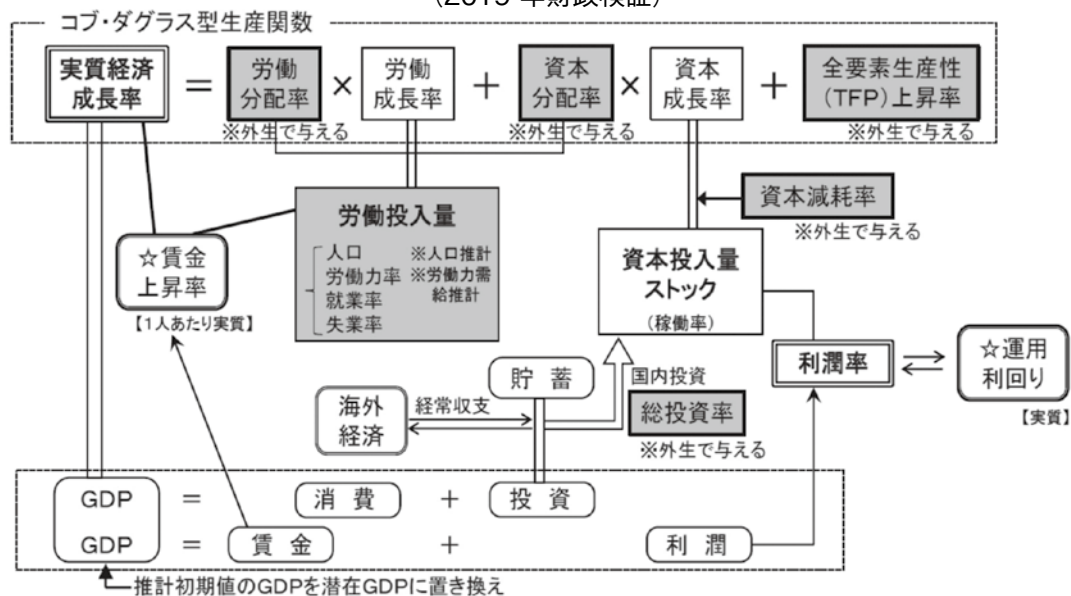 （2019 年財政検証）
コブ・ダグラス型生産関数
実質経済
成長率
＝
労働
分配率
×
労働
成長率
＋
資本
分配率
×
資本
成長率
＋
全要素生産性
（TFP）上昇率
※外生で与える
※外生で与える
※外生で与える
労働投入量
人口
労働力率
就業率
失業率
※人口推計
※労働力需
給推計
資本減耗率
※外生で与える
☆賃金
上昇率
【1人あたり実質】
資本投入量
ストック
（稼働率）
利潤率
☆運用
利回り
【実質】
貯 蓄
国内投資
海外
経済
経常収支
総投資率
※外生で与える
GDP ＝ 消 費 ＋ 投 資
GDP ＝ 賃 金 ＋ 利 潤
推計初期値のGDPを潜在GDPに置き換え